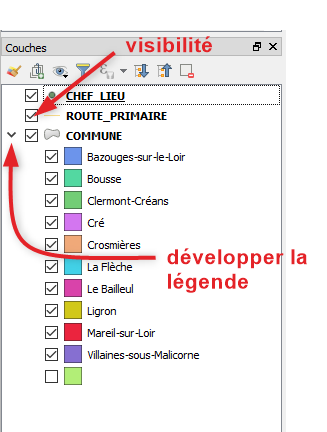 visibilité
Couches
CHEF_LIEU
ROUTE_PRIMAIRE
COMMUNE
Bazouges-sur-le-Loir
Bousse
Clermont-Créans
Cré
Crosmières
développer la
La Flèche
légende
Le Bailleul
Ligron
Mareil-sur-Loir
Villaines-sous-Malicorne